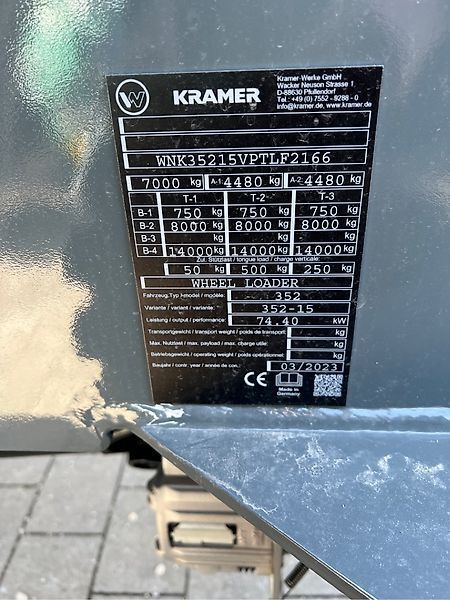 W KRAMER
Kramer-Werke GmbH
Wacker Neuson Strasse 1
D-88630 Pfullendorf
Tel.: +49 (0) 7552 - 9288 - 0
info@kramer.de, www.kramer.de
WNK35215VPTLF2166
7000 kg A-1: 4480 kg A-2: 4480 kg
T-1 T-2 T-3
B-1 750 kg 750 kg 750 kg
B-2 8000 kg 8000 kg 8000 kg
B-3 kg kg kg
B-4 14000 kg 14000 kg 14000 kg
Zul. Stützlast / tongue load / charge verticale:
50 kg 500 kg 250 kg
WHEEL LOADER
Fahrzeug.Typ / model / modèle: 352
Variante / variant / variante: 352-15
Leistung / output / performance: 74.40 kW
Transportgewicht / transport weight / poids de transport: kg
Max. Nutzlast / max. payload / max. charge utile: kg
Betriebsgewicht / operating weight / poids opérationnel: kg
Baujahr / constr. year / année de con.: 03/2023
CE
Made in
Germany